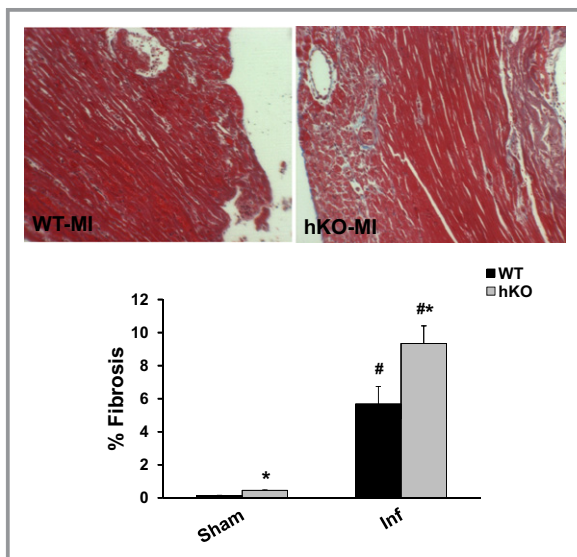 WT-MI
hKO-MI
WT
hKO
12
10
8
6
4
2
0
% Fibrosis
*
#
#*
Sham
Inf